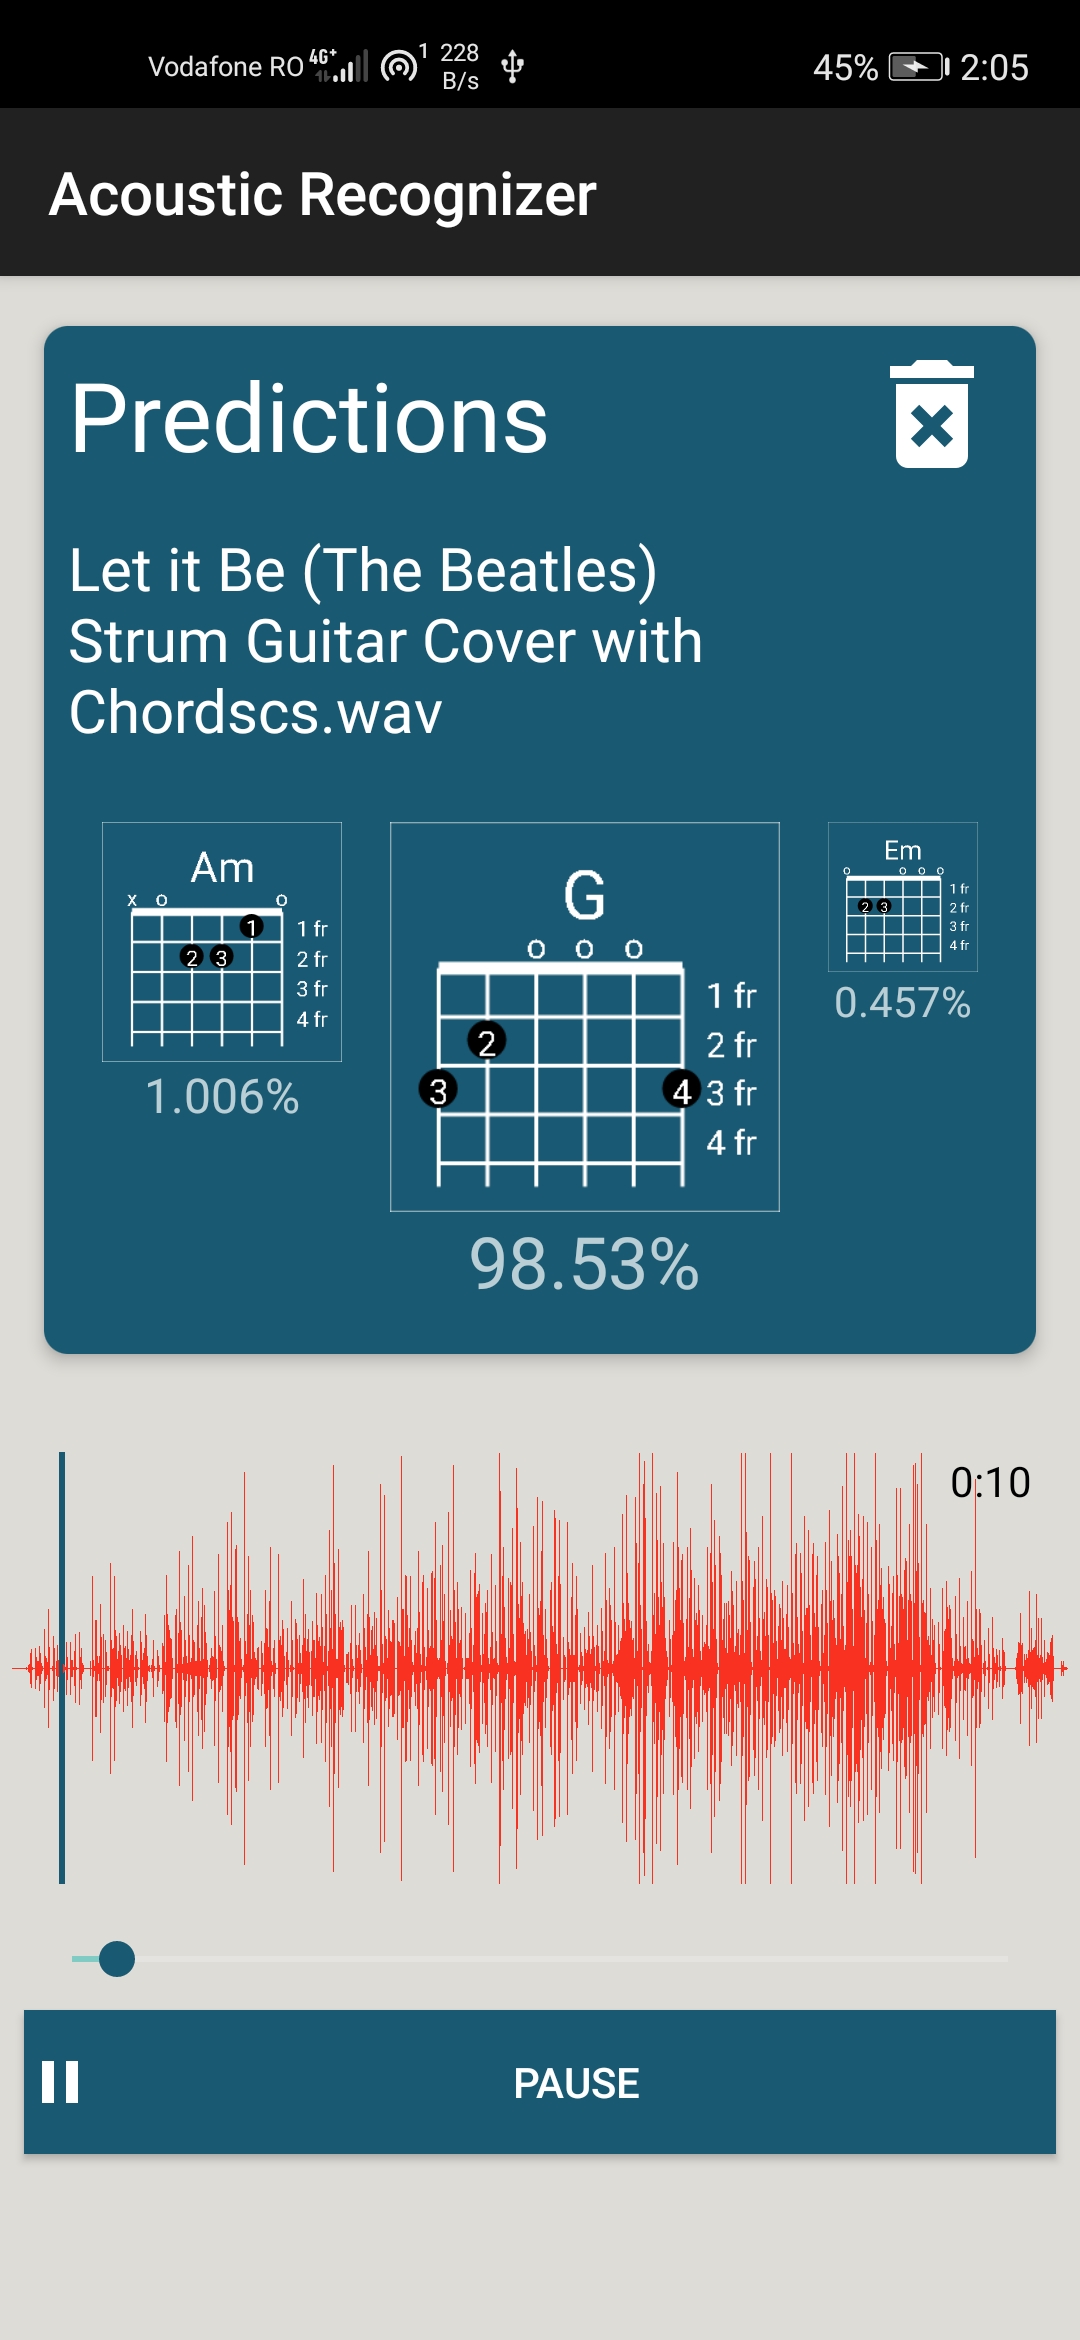 Vodafone RO 4G+ 1 228 B/s 45% 2:05
Acoustic Recognizer
Predictions
Let it Be (The Beatles)
Strum Guitar Cover with
Chordscs.wav
Am
x o o
1 1 fr
2 3 2 fr
3 fr
4 fr
1.006%
G
o o o
1 fr
2 2 fr
3 4 3 fr
4 fr
98.53%
Em
o o o o
1 fr
2 3 2 fr
3 fr
4 fr
0.457%
0:10
PAUSE